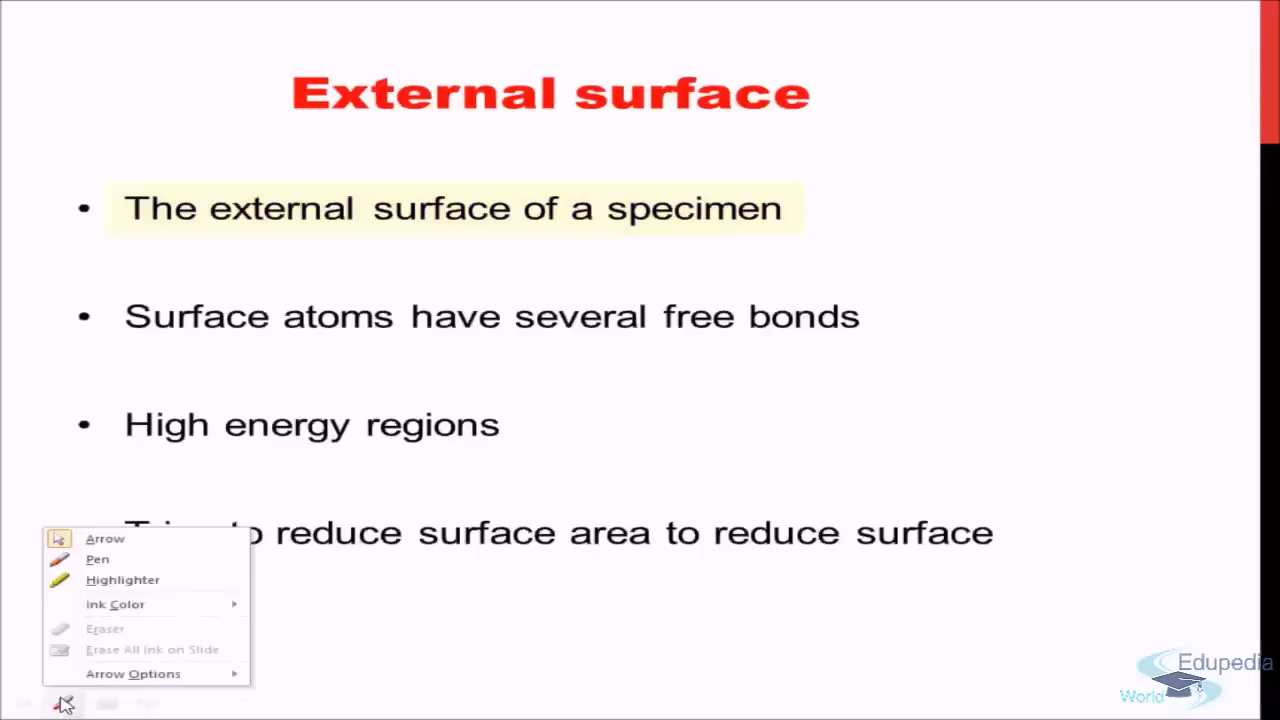 External surface
• The external surface of a specimen
• Surface atoms have several free bonds
• High energy regions
to reduce surface area to reduce surface
Arrow
Pen
Highlighter
Ink Color
Eraser
Erase All Ink on Slide
Arrow Options
Edupedia
World